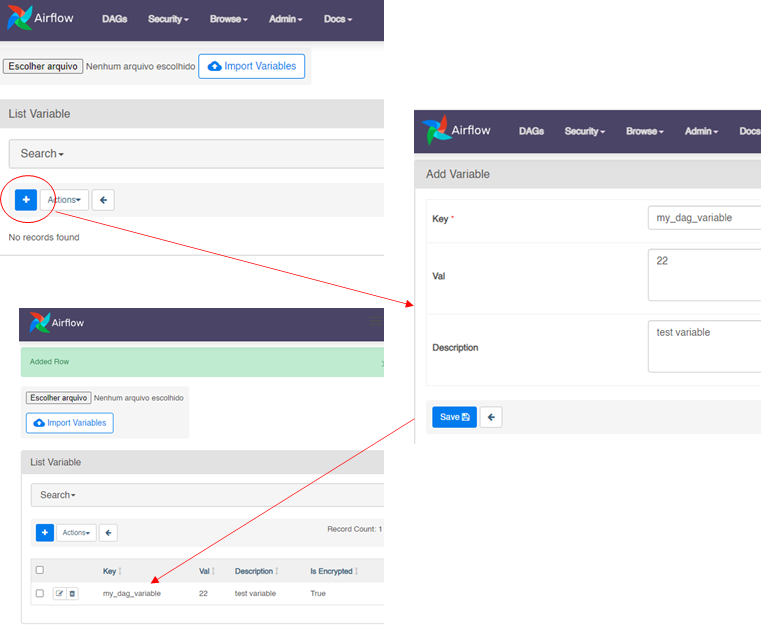 Airflow DAGs Security Browse Admin Docs
Escolher arquivo Nenhum arquivo escolhido Import Variables
List Variable
Search
+ Actions
No records found
Airflow DAGs Security Browse Admin Docs
Add Variable
Key * my_dag_variable
Val 22
Description test variable
Save
Airflow
Added Row
Escolher arquivo Nenhum arquivo escolhido
Import Variables
List Variable
Search
+ Actions Record Count: 1
Key Val Description Is Encrypted
my_dag_variable 22 test variable True